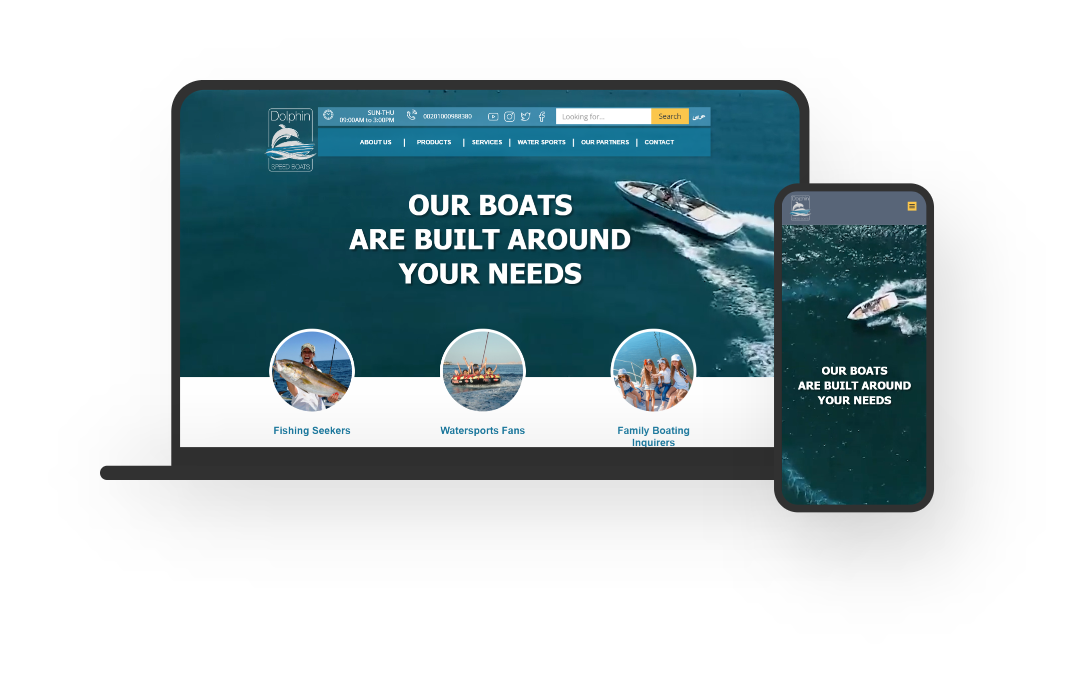 Dolphin
SPEED BOATS
SUN-THU
09:00AM to 3:00PM
00201000988380
Looking for...
Search
عربي
ABOUT US | PRODUCTS | SERVICES | WATER SPORTS | OUR PARTNERS | CONTACT
OUR BOATS
ARE BUILT AROUND
YOUR NEEDS
Fishing Seekers
Watersports Fans
Family Boating
Inquirers
Dolphin
OUR BOATS
ARE BUILT AROUND
YOUR NEEDS